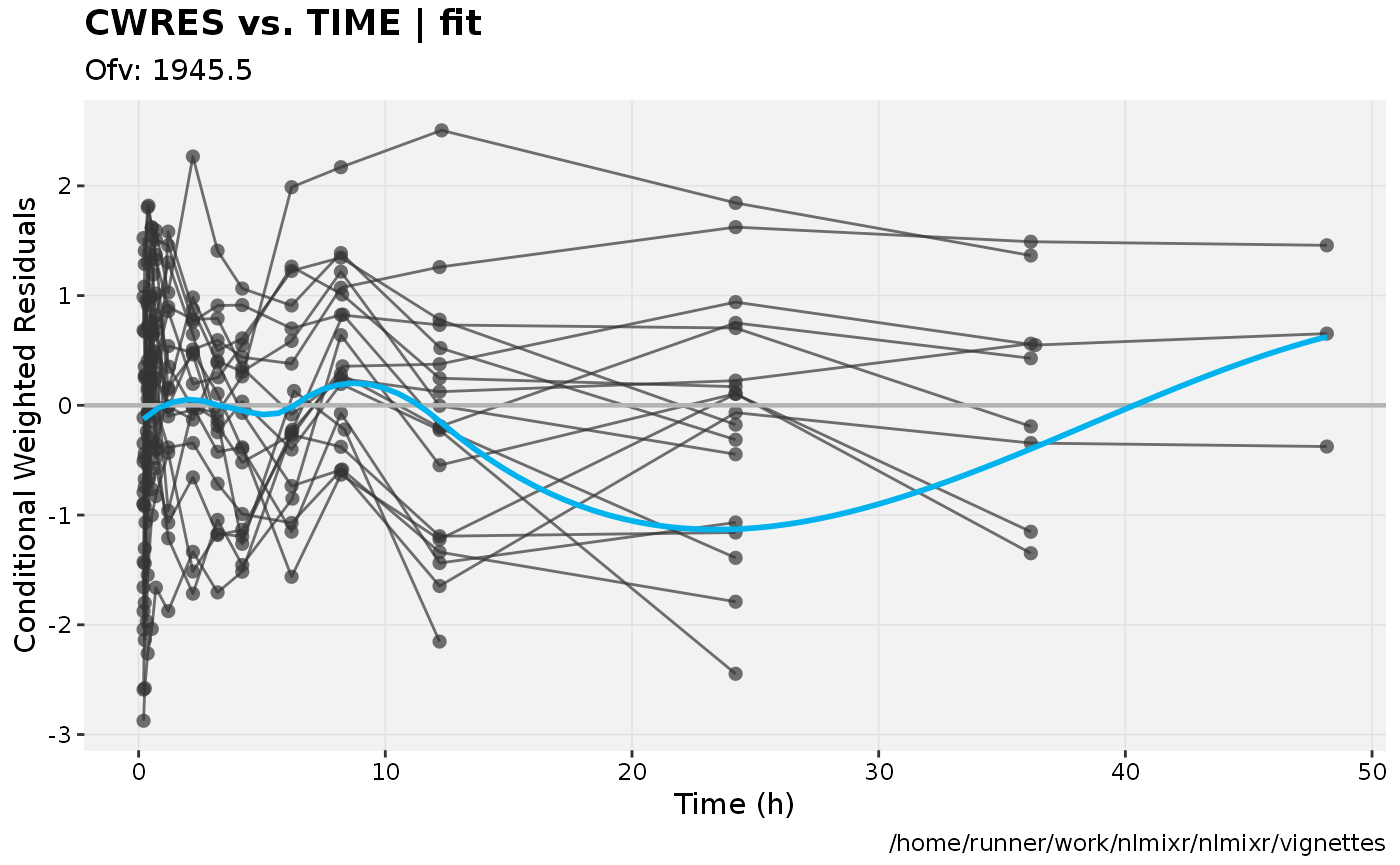 CWRES vs. TIME | fit
Ofv: 1945.5
Conditional Weighted Residuals
2
1
0
-1
-2
-3
0 10 20 30 40 50
Time (h)
/home/runner/work/nlmixr/nlmixr/vignettes